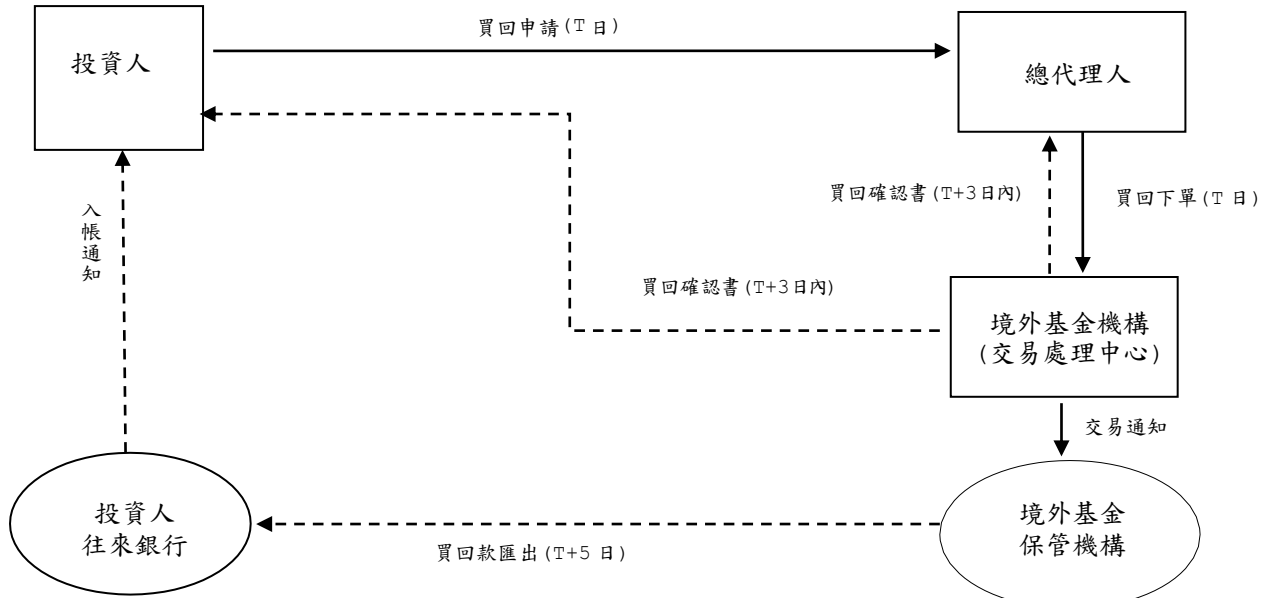 買回申請(T 日)
投資人
總代理人
買回確認書(T+3日內)
買回下單(T 日)
入
帳
通
知
買回確認書(T+3日內)
境外基金機構
(交易處理中心)
交易通知
投資人
往來銀行
境外基金
保管機構
買回款匯出(T+5 日)